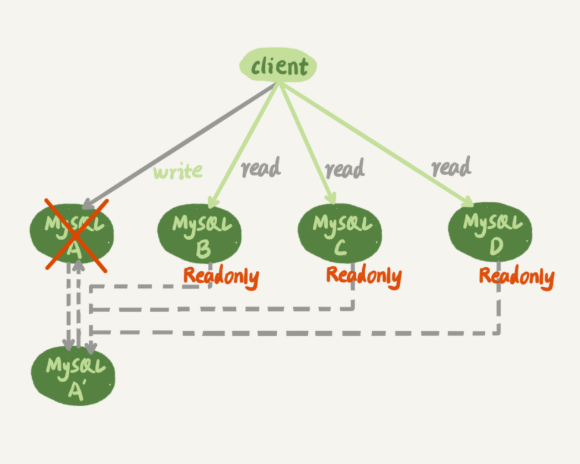 client
write
read
read
read
MySQL
A
MySQL
B
MySQL
C
MySQL
D
Readonly
Readonly
Readonly
MySQL
A'